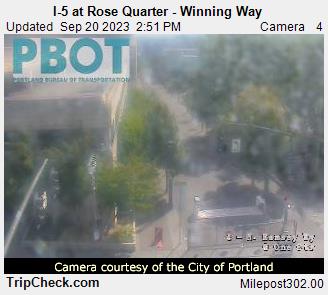 I-5 at Rose Quarter - Winning Way
Updated Sep 20 2023 2:51 PM Camera 4
PBOT
PORTLAND BUREAU OF TRANSPORTATION
Camera courtesy of the City of Portland
TripCheck.com Milepost302.00